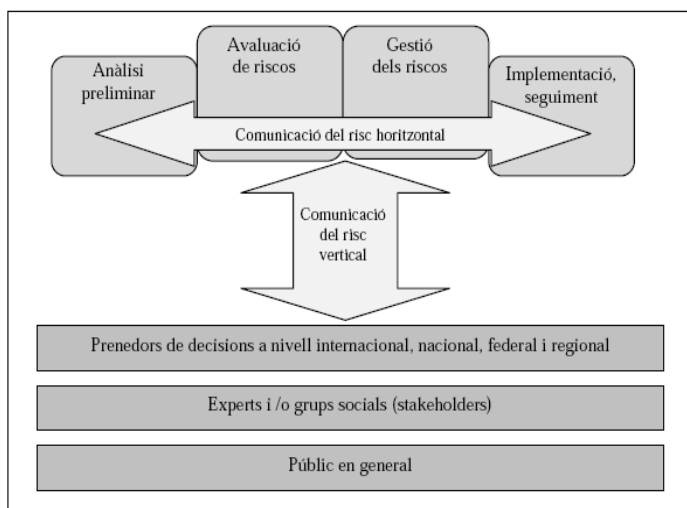 Anàlisi
preliminar
Avaluació
de riscos
Gestió
dels riscos
Implementació,
seguiment
Comunicació del risc horitzontal
Comunicació
del risc
vertical
Prenedors de decisions a nivell internacional, nacional, federal i regional
Experts i /o grups socials (stakeholders)
Públic en general